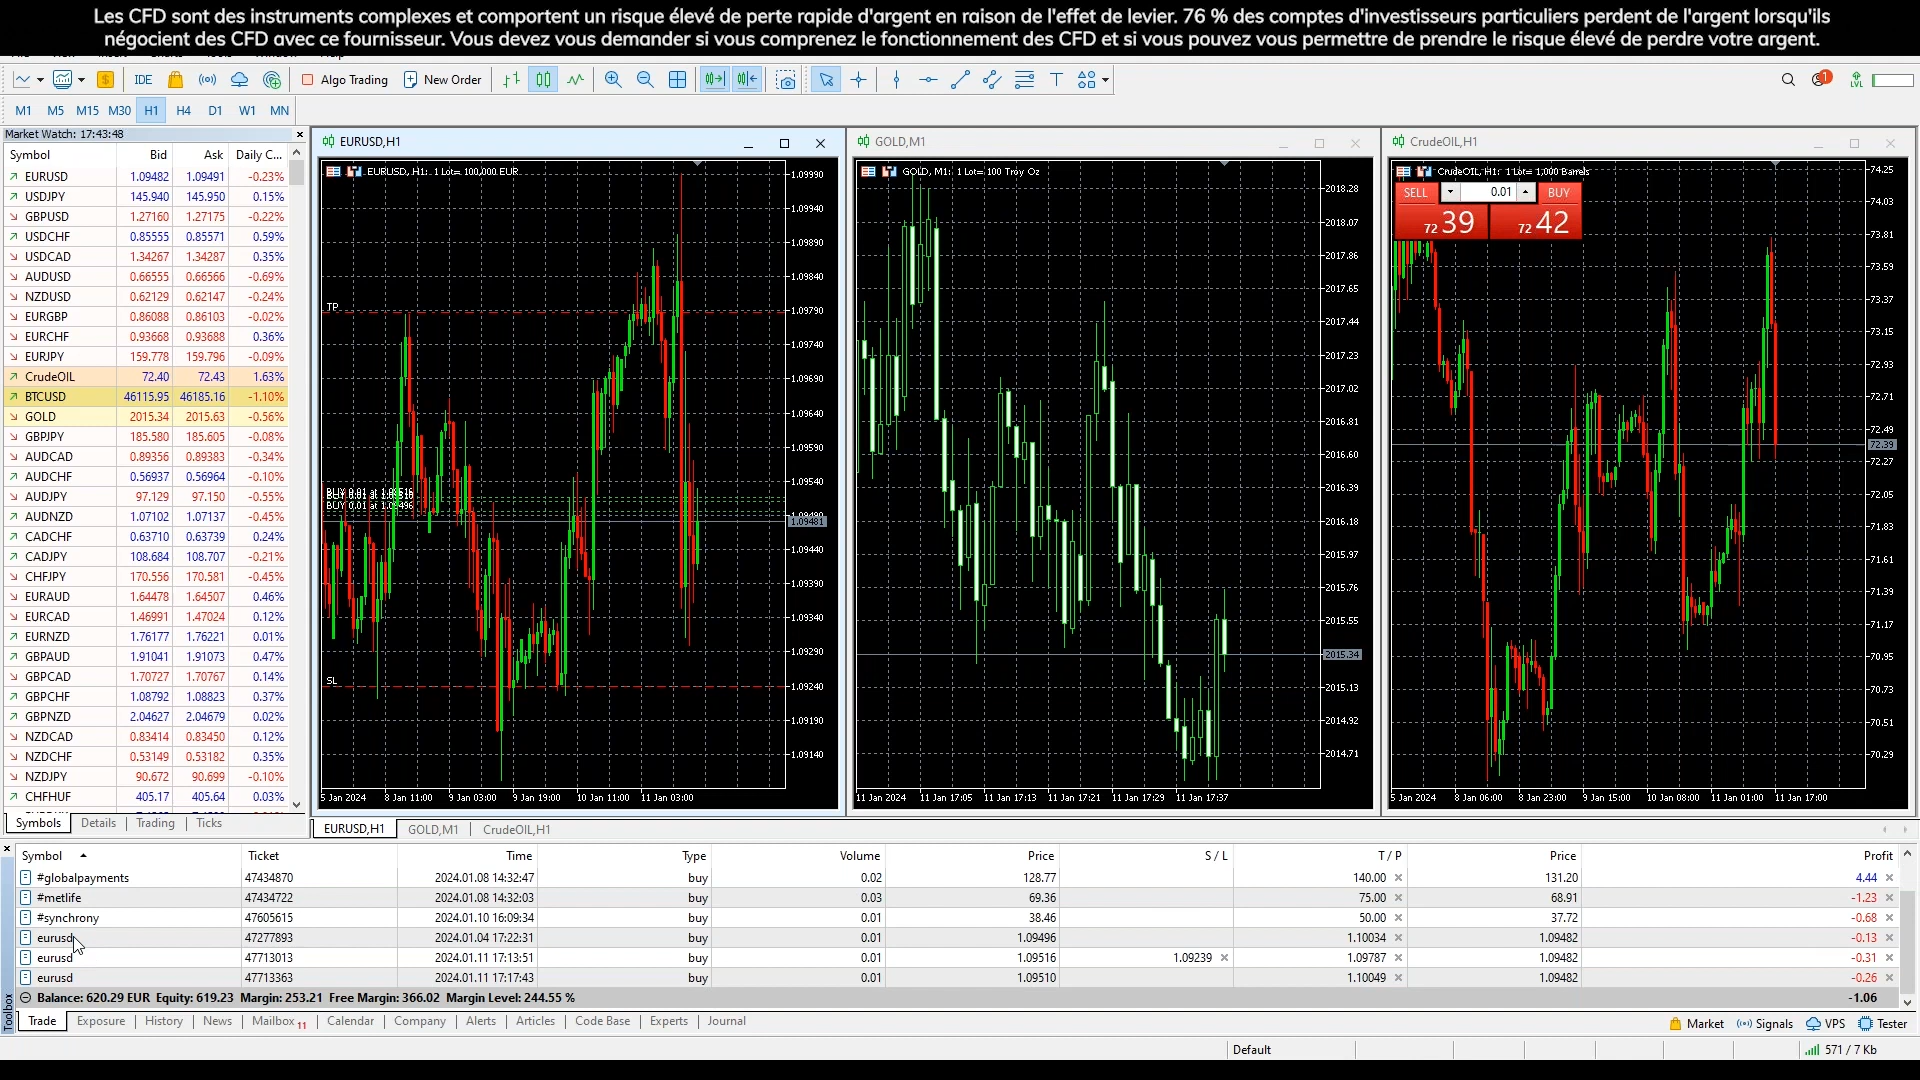 Les CFD sont des instruments complexes et comportent un risque élevé de perte rapide d'argent en raison de l'effet de levier. 76 % des comptes d'investisseurs particuliers perdent de l'argent lorsqu'ils
négocient des CFD avec ce fournisseur. Vous devez vous demander si vous comprenez le fonctionnement des CFD et si vous pouvez vous permettre de prendre le risque élevé de perdre votre argent.
IDE Algo Trading New Order 1 LVL
M1 M5 M15 M30 H1 H4 D1 W1 MN
Market Watch: 17:43:48
Symbol Bid Ask Daily C...
EURUSD 1.09482 1.09491 -0.23%
USDJPY 145.940 145.950 0.15%
GBPUSD 1.27160 1.27175 -0.22%
USDCHF 0.85555 0.85571 0.59%
USDCAD 1.34267 1.34287 0.35%
AUDUSD 0.66555 0.66566 -0.69%
NZDUSD 0.62129 0.62147 -0.24%
EURGBP 0.86088 0.86103 -0.02%
EURCHF 0.93668 0.93688 0.36%
EURJPY 159.778 159.796 -0.09%
CrudeOIL 72.40 72.43 1.63%
BTCUSD 46115.95 46185.16 -1.10%
GOLD 2015.34 2015.63 -0.56%
GBPJPY 185.580 185.605 -0.08%
AUDCAD 0.89356 0.89383 -0.34%
AUDCHF 0.56937 0.56964 -0.10%
AUDJPY 97.129 97.150 -0.55%
AUDNZD 1.07102 1.07137 -0.45%
CADCHF 0.63710 0.63739 0.24%
CADJPY 108.684 108.707 -0.21%
CHFJPY 170.556 170.581 -0.45%
EURAUD 1.64478 1.64507 0.46%
EURCAD 1.46991 1.47024 0.12%
EURNZD 1.76177 1.76221 0.01%
GBPAUD 1.91041 1.91073 0.47%
GBPCAD 1.70727 1.70767 0.14%
GBPCHF 1.08792 1.08823 0.37%
GBPNZD 2.04627 2.04679 0.02%
NZDCAD 0.83414 0.83450 0.12%
NZDCHF 0.53149 0.53182 0.35%
NZDJPY 90.672 90.699 -0.10%
CHFHUF 405.17 405.64 0.03%
Symbols Details Trading Ticks
EURUSD,H1
EURUSD, H1: 1 Lot= 100,000 EUR
TP
BUY 0.01 at 1.09516
BUY 0.01 at 1.09496
SL
1.09990
1.09940
1.09890
1.09840
1.09790
1.09740
1.09690
1.09640
1.09590
1.09540
1.09490
1.09481
1.09440
1.09390
1.09340
1.09290
1.09240
1.09190
1.09140
5 Jan 2024 8 Jan 11:00 9 Jan 03:00 9 Jan 19:00 10 Jan 11:00 11 Jan 03:00
GOLD,M1
GOLD, M1: 1 Lot= 100 Troy Oz
2018.28
2018.07
2017.86
2017.65
2017.44
2017.23
2017.02
2016.81
2016.60
2016.39
2016.18
2015.97
2015.76
2015.55
2015.34
2015.13
2014.92
2014.71
11 Jan 2024 11 Jan 17:05 11 Jan 17:13 11 Jan 17:21 11 Jan 17:29 11 Jan 17:37
CrudeOIL,H1
CrudeOIL, H1: 1 Lot= 1,000 Barrels
SELL 0.01 BUY
72 39 72 42
74.25
74.03
73.81
73.59
73.37
73.15
72.93
72.71
72.49
72.39
72.27
72.05
71.83
71.61
71.39
71.17
70.95
70.73
70.51
70.29
5 Jan 2024 8 Jan 06:00 8 Jan 23:00 9 Jan 15:00 10 Jan 08:00 11 Jan 01:00 11 Jan 17:00
EURUSD,H1 GOLD,M1 CrudeOIL,H1
Symbol Ticket Time Type Volume Price S / L T / P Price Profit
#globalpayments 47434870 2024.01.08 14:32:47 buy 0.02 128.77 140.00 131.20 4.44
#metlife 47434722 2024.01.08 14:32:03 buy 0.03 69.36 75.00 68.91 -1.23
#synchrony 47605615 2024.01.10 16:09:34 buy 0.01 38.46 50.00 37.72 -0.68
eurusd 47277893 2024.01.04 17:22:31 buy 0.01 1.09496 1.10034 1.09482 -0.13
eurusd 47713013 2024.01.11 17:13:51 buy 0.01 1.09516 1.09239 1.09787 1.09482 -0.31
eurusd 47713363 2024.01.11 17:17:43 buy 0.01 1.09510 1.10049 1.09482 -0.26
Balance: 620.29 EUR Equity: 619.23 Margin: 253.21 Free Margin: 366.02 Margin Level: 244.55 % -1.06
Toolbox
Trade Exposure History News Mailbox 11 Calendar Company Alerts Articles Code Base Experts Journal
Market Signals VPS Tester
Default 571 / 7 Kb